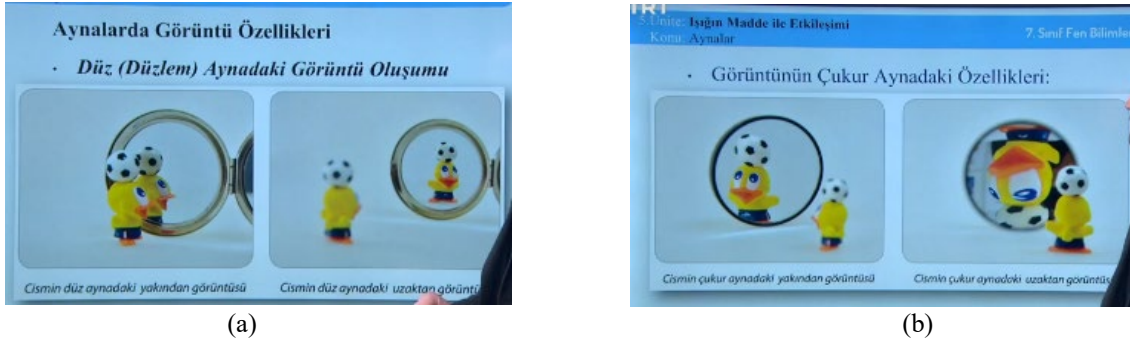 Aynalarda Görüntü Özellikleri
· Düz (Düzlem) Aynadaki Görüntü Oluşumu
Cismin düz aynadaki yakından görüntüsü
Cismin düz aynadaki uzaktan görüntü
(a)
TRT
5.Ünite: Işığın Madde ile Etkileşimi
Konu: Aynalar
7. Sınıf Fen Bilimle
· Görüntünün Çukur Aynadaki Özellikleri:
Cismin çukur aynadaki yakından görüntüsü
Cismin çukur aynadaki uzaktan görüntüs
(b)